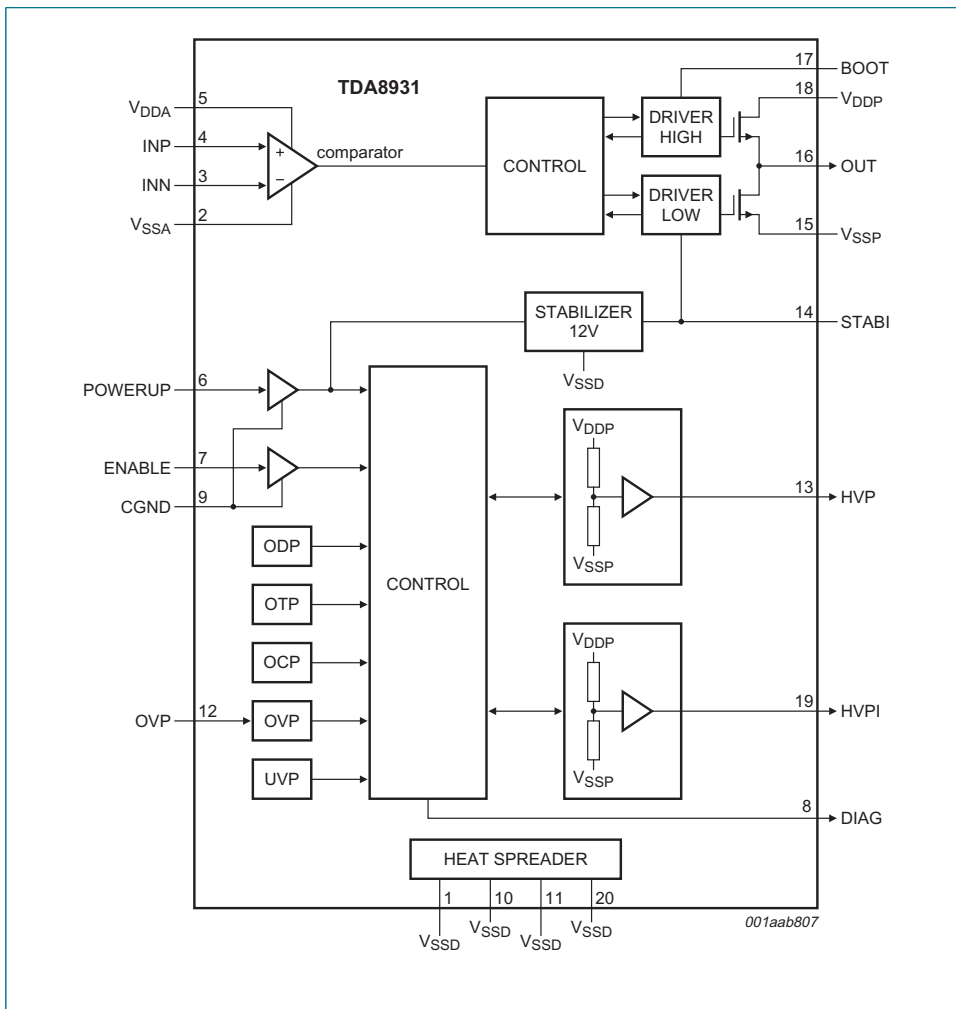 17
BOOT
TDA8931
18
VDDP
5
VDDA
DRIVER
HIGH
4
INP
+
comparator
CONTROL
16
OUT
3
INN
−
DRIVER
LOW
2
VSSA
15
VSSP
STABILIZER
12V
14
STABI
VSSD
6
POWERUP
VDDP
7
ENABLE
13
HVP
9
CGND
VSSP
ODP
CONTROL
OTP
VDDP
OCP
12
OVP
OVP
19
HVPI
VSSP
UVP
8
DIAG
HEAT SPREADER
1
10
11
20
VSSD
VSSD
VSSD
VSSD
001aab807